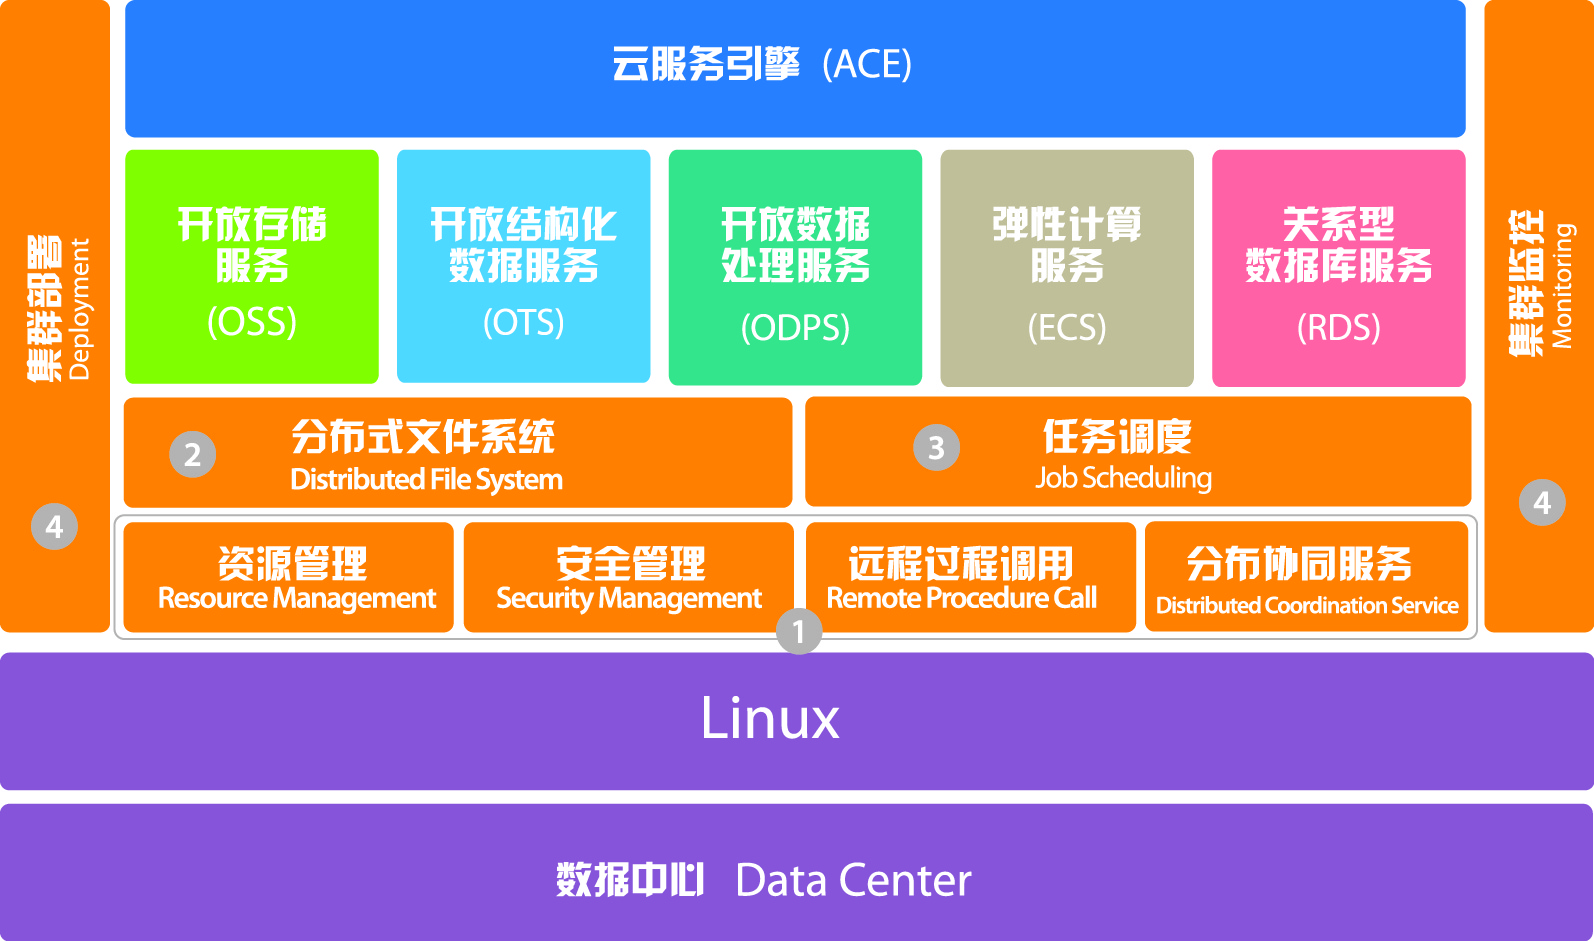 云服务引擎 (ACE)
开放存储
服务
(OSS)
开放结构化
数据服务
(OTS)
开放数据
处理服务
(ODPS)
弹性计算
服务
(ECS)
关系型
数据库服务
(RDS)
集群部署
Deployment
4
集群监控
Monitoring
4
2
分布式文件系统
Distributed File System
3
任务调度
Job Scheduling
资源管理
Resource Management
安全管理
Security Management
远程过程调用
Remote Procedure Call
分布协同服务
Distributed Coordination Service
1
Linux
数据中心 Data Center